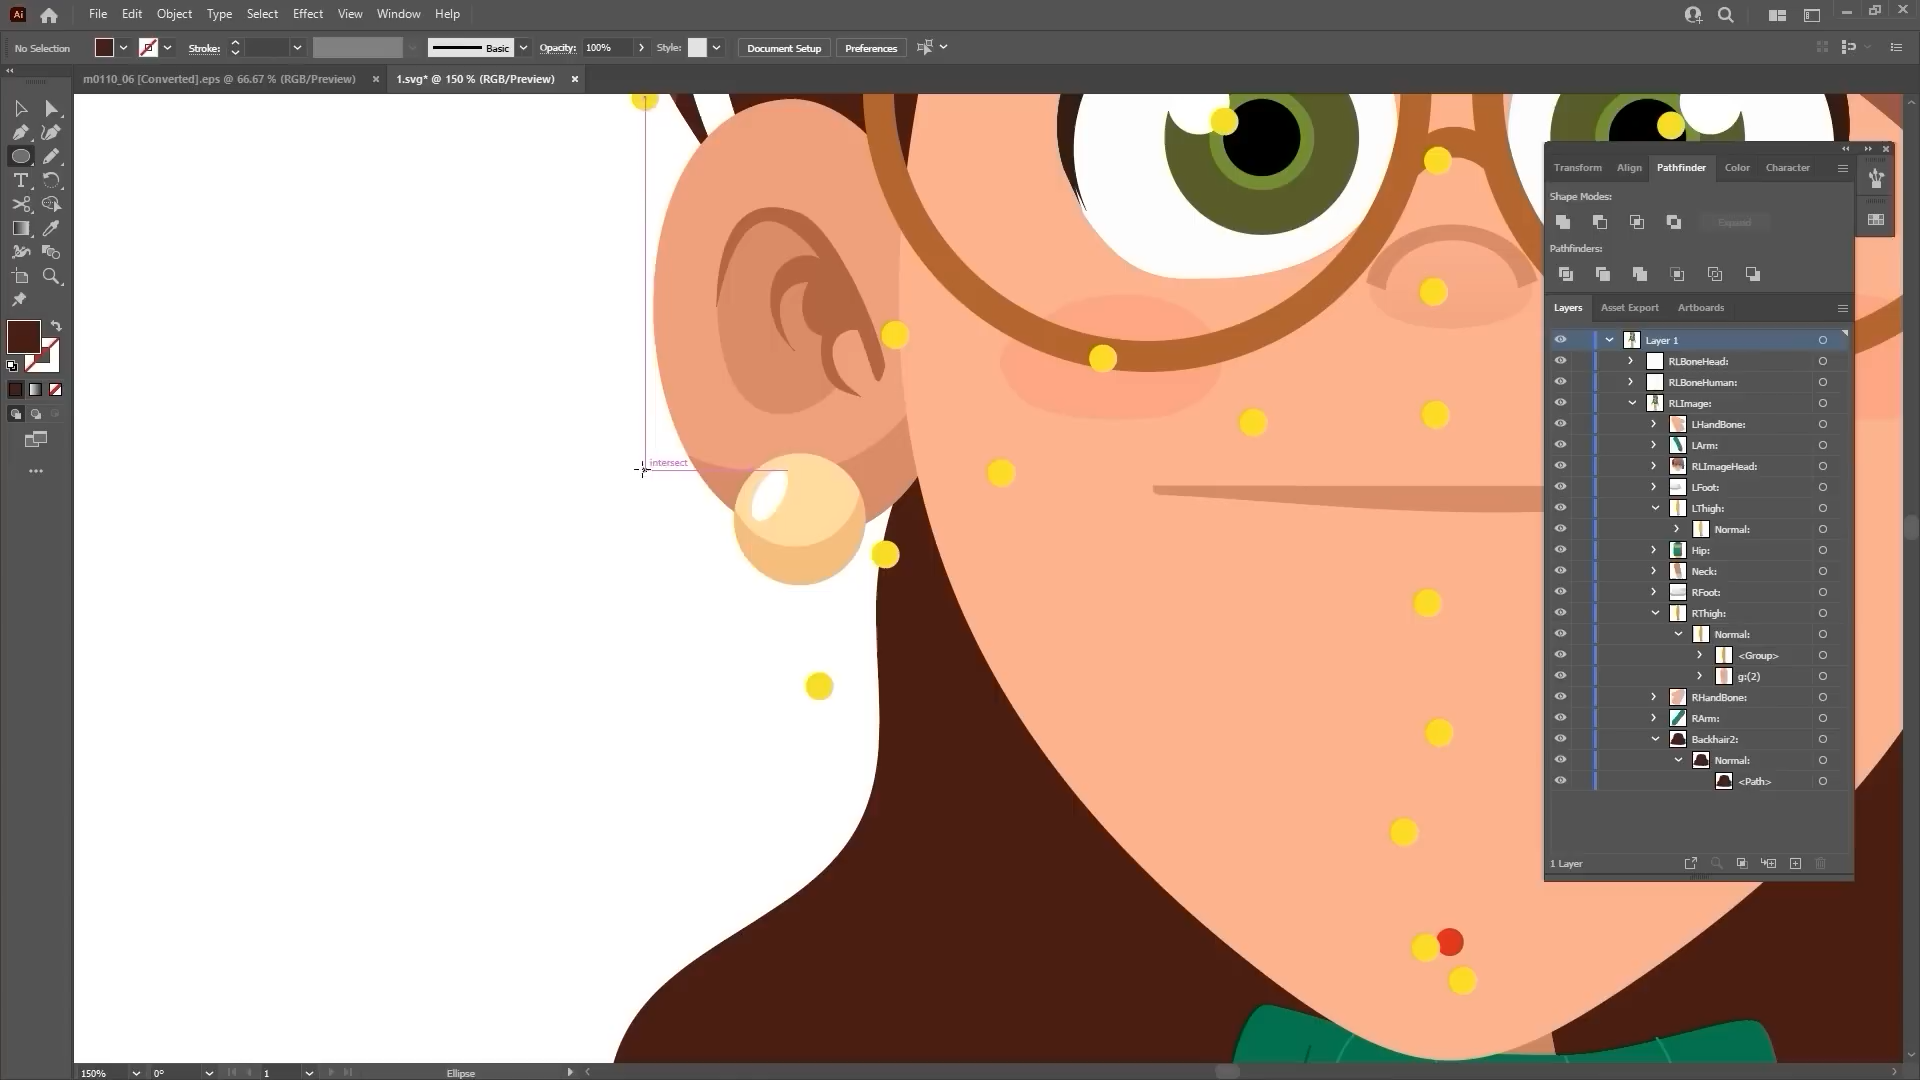 Ai File Edit Object Type Select Effect View Window Help
No Selection Stroke: Basic Opacity: 100% Style: Document Setup Preferences
m0110_06 [Converted].eps @ 66.67 % (RGB/Preview) × 1.svg* @ 150 % (RGB/Preview) ×
Transform Align Pathfinder Color Character
Shape Modes:
Expand
Pathfinders:
Layers Asset Export Artboards
Layer 1
RLBoneHead:
RLBoneHuman:
RLImage:
LHandBone:
LArm:
RLImageHead:
LFoot:
LThigh:
Normal:
Hip:
Neck:
RFoot:
RThigh:
Normal:
<Group>
g:(2)
RHandBone:
RArm:
Backhair2:
Normal:
<Path>
1 Layer
intersect
150% 0° 1 Ellipse